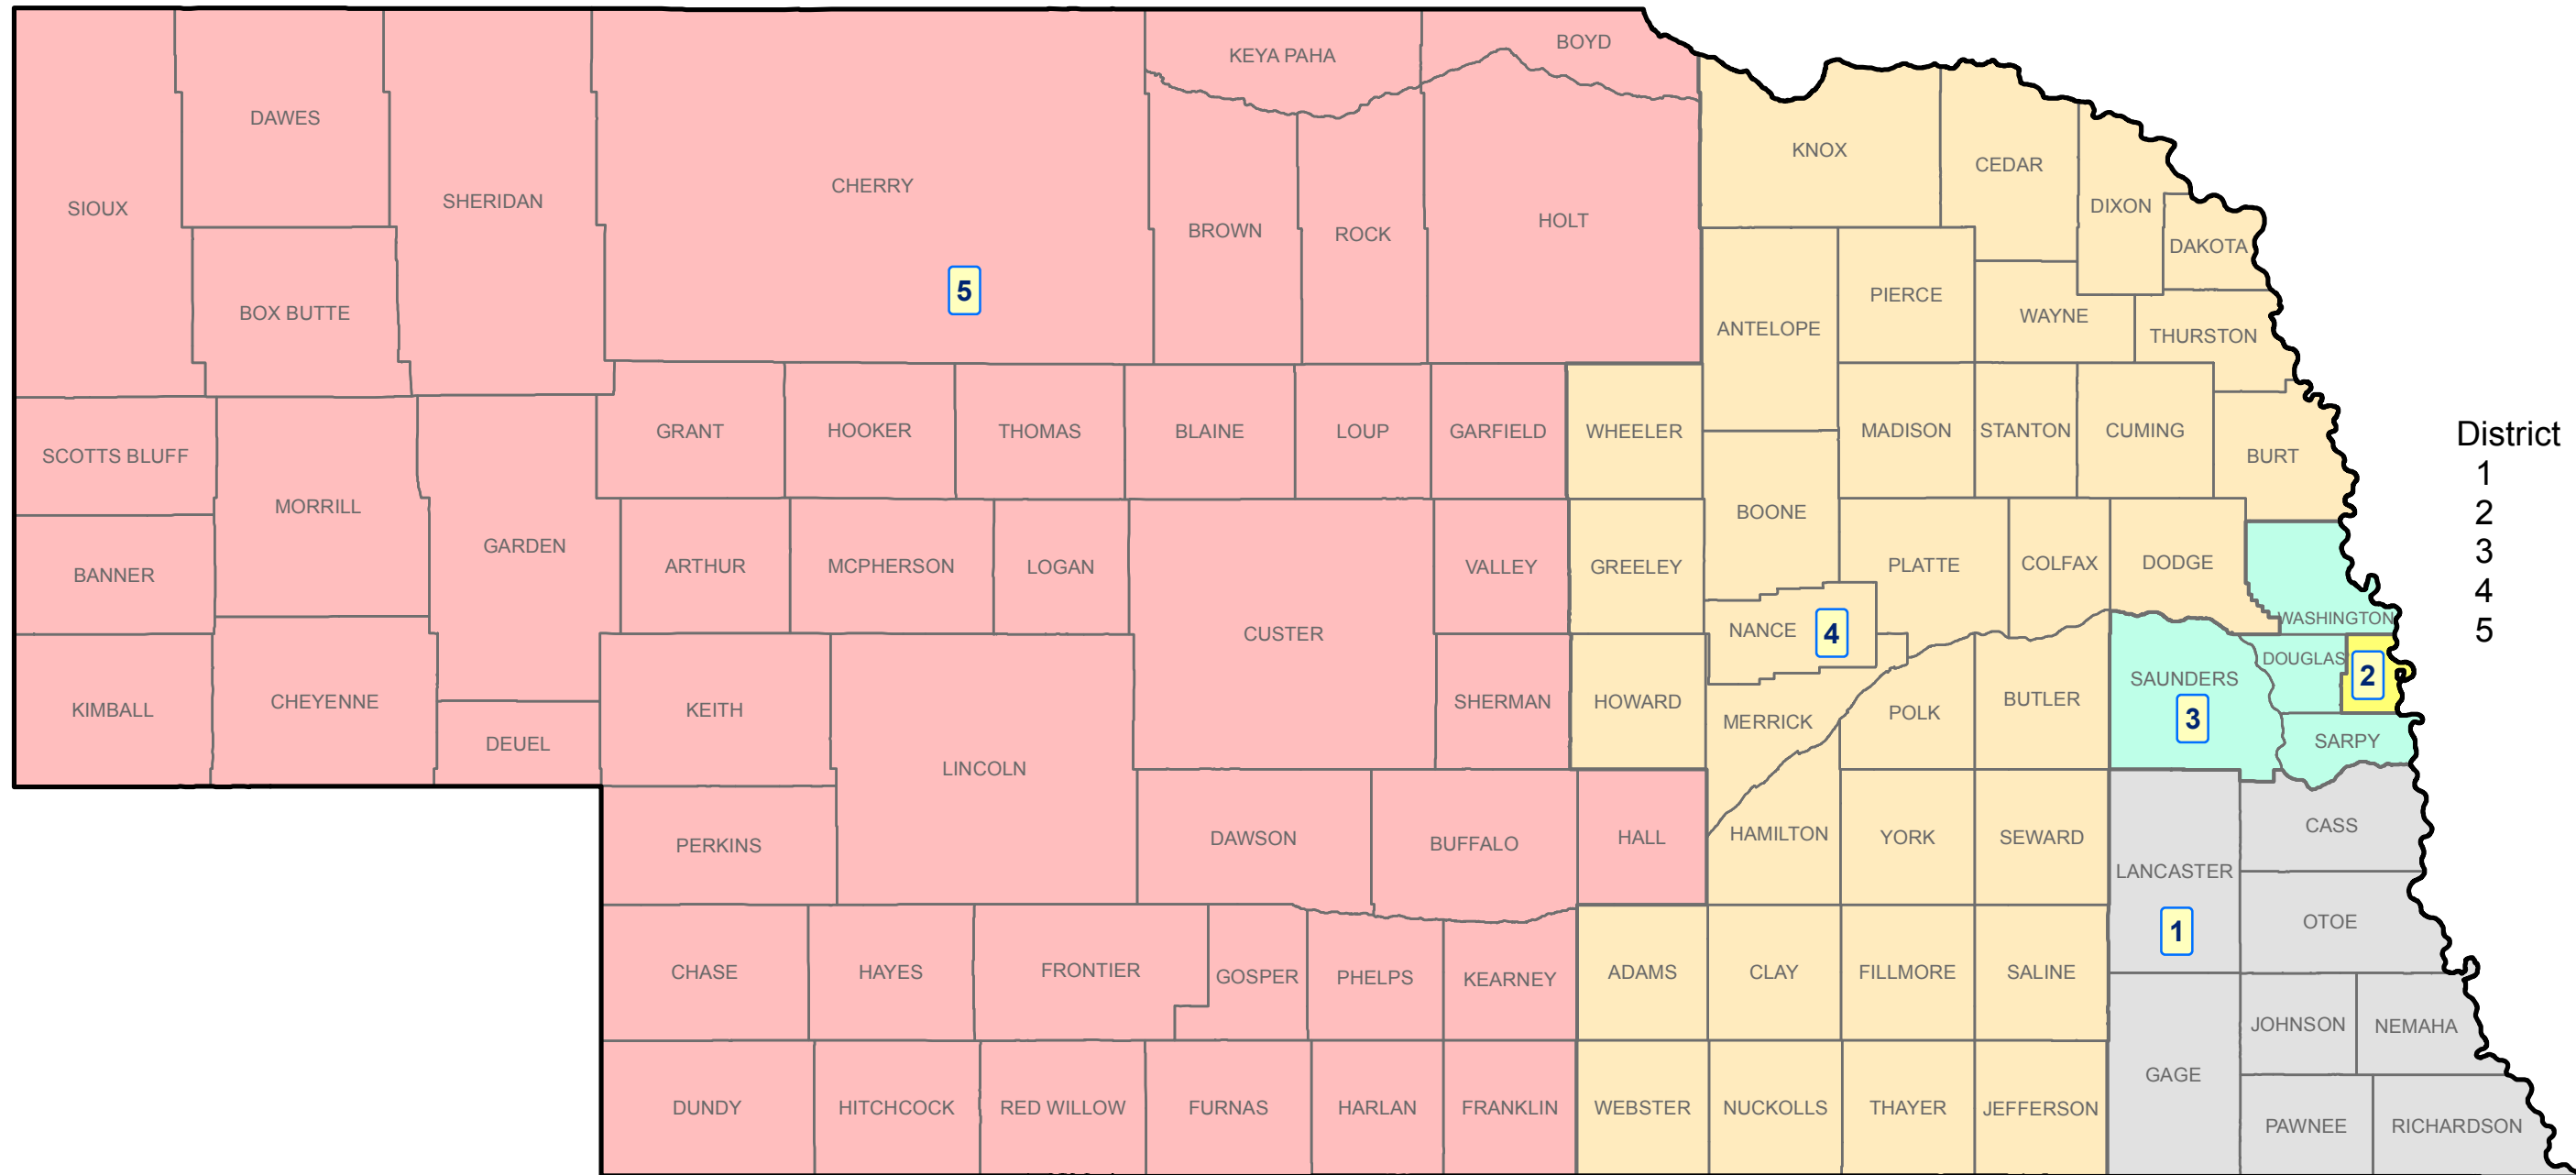 KEYA PAHA
BOYD
DAWES
KNOX
CEDAR
CHERRY
SHERIDAN
SIOUX
DIXON
HOLT
BROWN
ROCK
DAKOTA
5
PIERCE
BOX BUTTE
WAYNE
ANTELOPE
THURSTON
GRANT
HOOKER
THOMAS
BLAINE
LOUP
GARFIELD
WHEELER
MADISON
STANTON
CUMING
BURT
SCOTTS BLUFF
MORRILL
BOONE
GARDEN
ARTHUR
MCPHERSON
LOGAN
VALLEY
GREELEY
PLATTE
COLFAX
DODGE
BANNER
WASHINGTON
CUSTER
NANCE
4
DOUGLAS
2
SAUNDERS
3
KIMBALL
CHEYENNE
KEITH
SHERMAN
HOWARD
MERRICK
POLK
BUTLER
DEUEL
SARPY
LINCOLN
PERKINS
DAWSON
BUFFALO
HALL
HAMILTON
YORK
SEWARD
CASS
LANCASTER
1
OTOE
CHASE
HAYES
FRONTIER
GOSPER
PHELPS
KEARNEY
ADAMS
CLAY
FILLMORE
SALINE
JOHNSON
NEMAHA
GAGE
DUNDY
HITCHCOCK
RED WILLOW
FURNAS
HARLAN
FRANKLIN
WEBSTER
NUCKOLLS
THAYER
JEFFERSON
PAWNEE
RICHARDSON
District
1
2
3
4
5